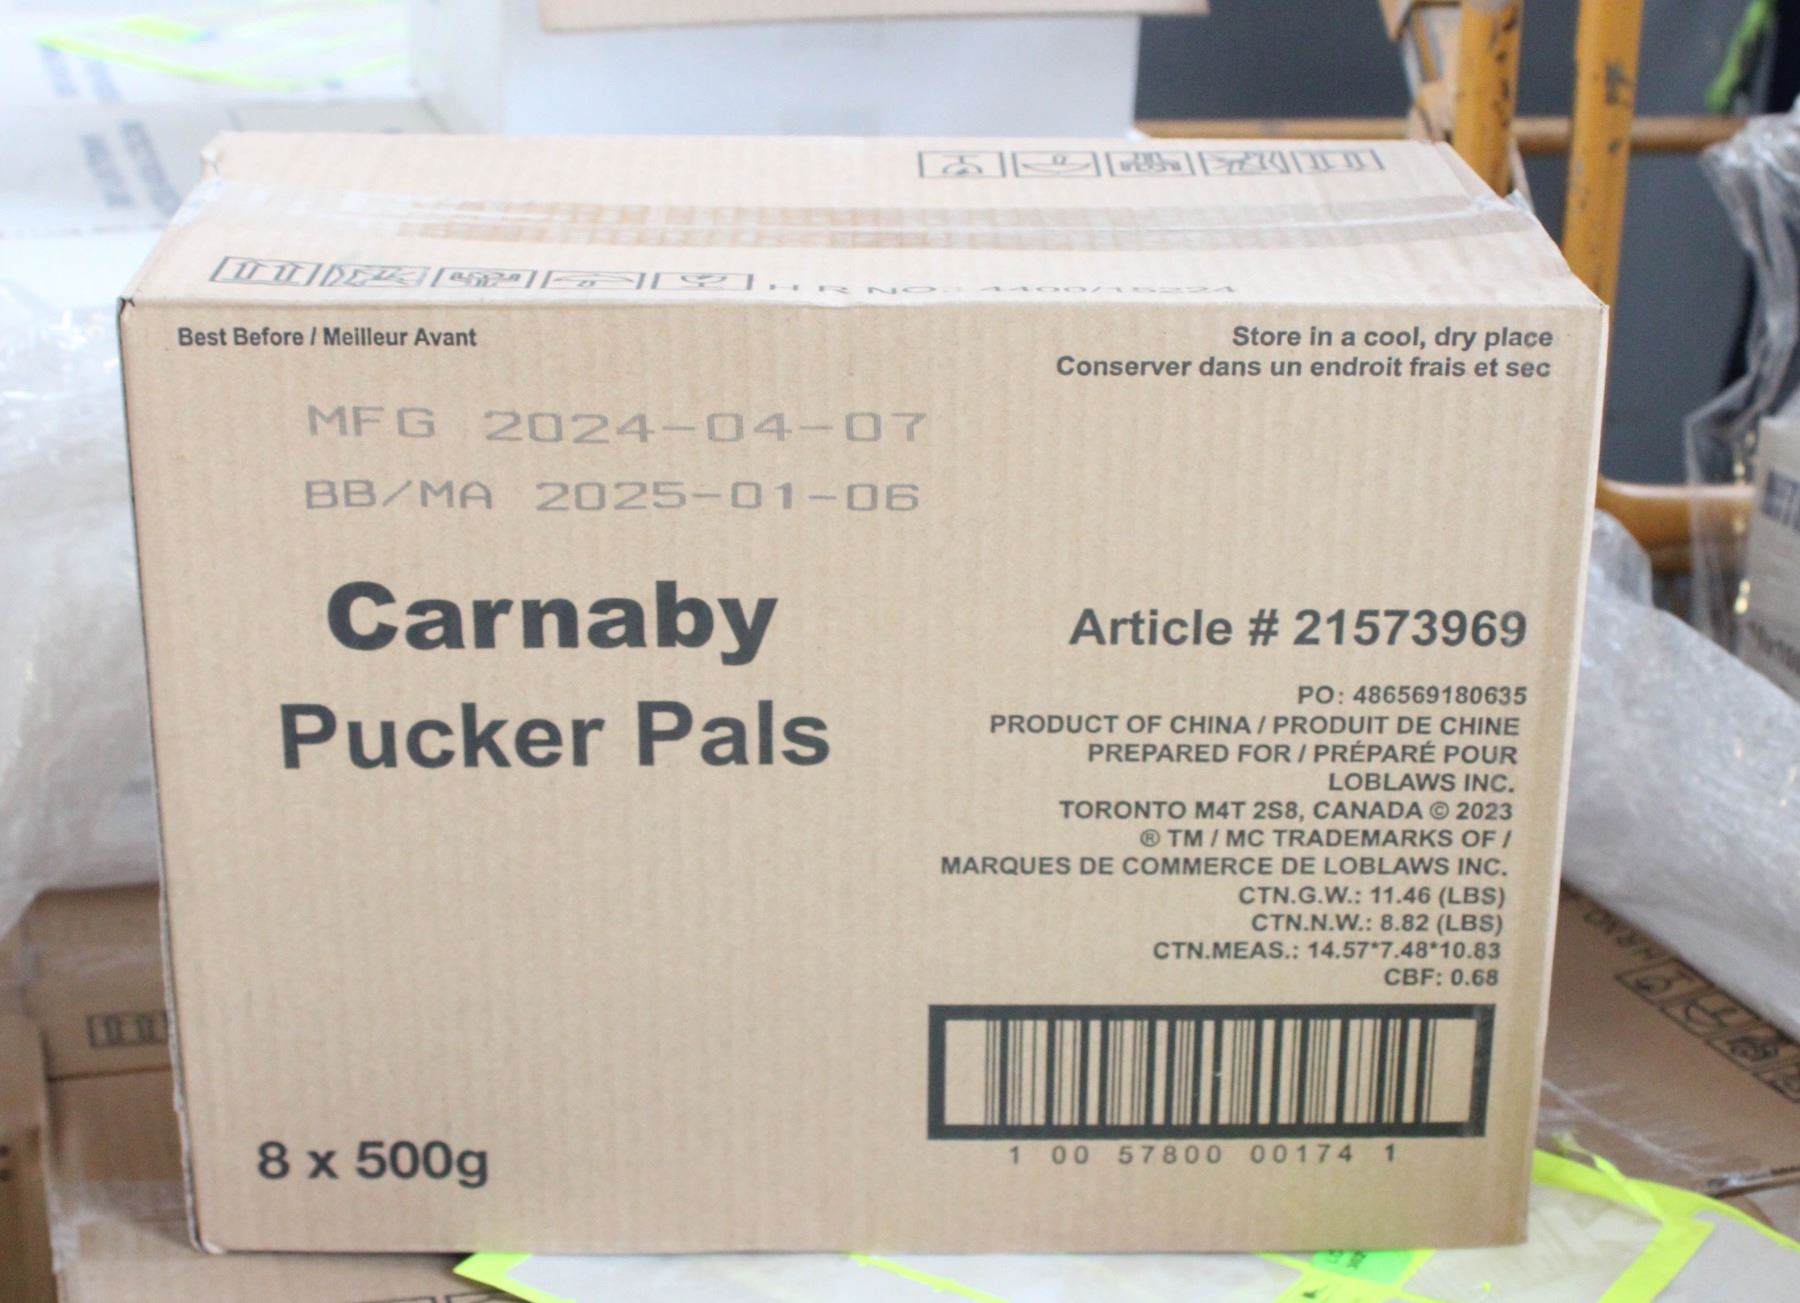 H R NO.: 4400/15224
Best Before / Meilleur Avant
Store in a cool, dry place
Conserver dans un endroit frais et sec
MFG 2024-04-07
BB/MA 2025-01-06
Carnaby
Pucker Pals
Article # 21573969
PO: 486569180635
PRODUCT OF CHINA / PRODUIT DE CHINE
PREPARED FOR / PRÉPARÉ POUR
LOBLAWS INC.
TORONTO M4T 2S8, CANADA © 2023
® TM / MC TRADEMARKS OF /
MARQUES DE COMMERCE DE LOBLAWS INC.
CTN.G.W.: 11.46 (LBS)
CTN.N.W.: 8.82 (LBS)
CTN.MEAS.: 14.57*7.48*10.83
CBF: 0.68
1 00 57800 00174 1
8 x 500g